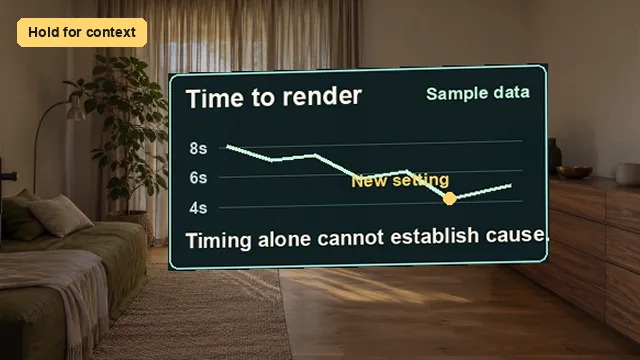 Hold for context
Time to render
Sample data
8s
6s
New setting
4s
Timing alone cannot establish cause.